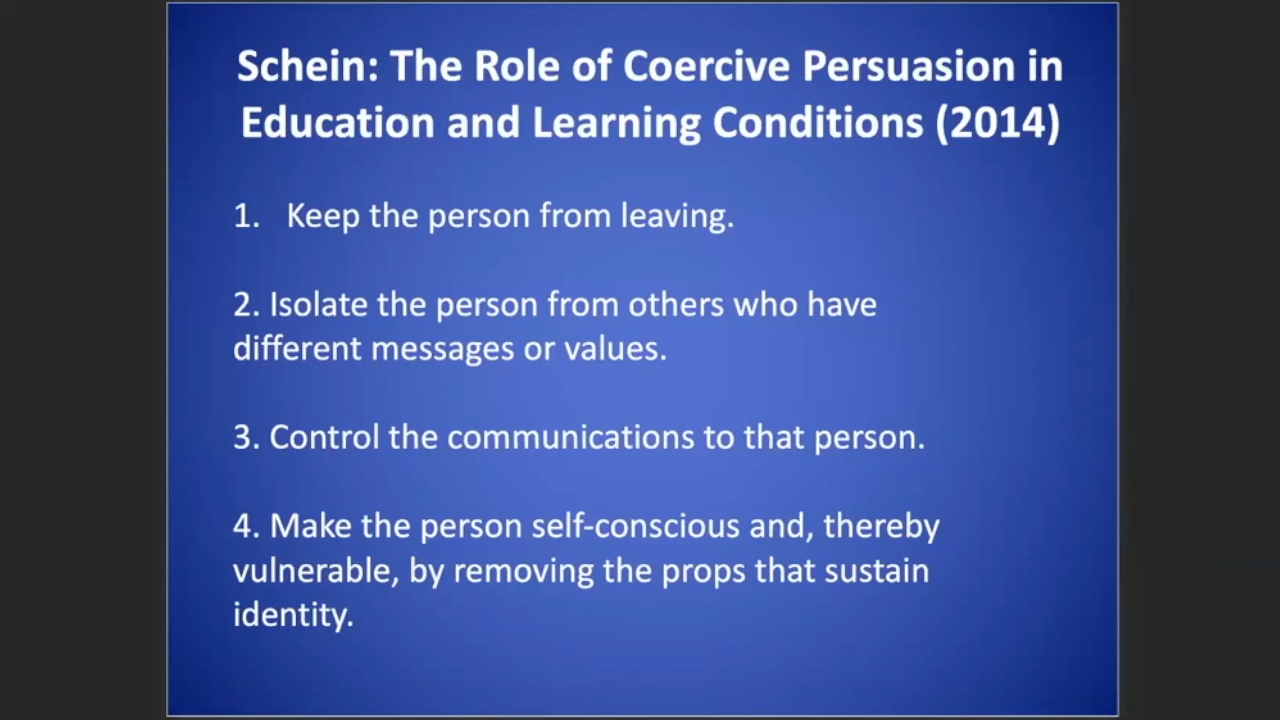 Schein: The Role of Coercive Persuasion in
Education and Learning Conditions (2014)
1. Keep the person from leaving.
2. Isolate the person from others who have
different messages or values.
3. Control the communications to that person.
4. Make the person self-conscious and, thereby
vulnerable, by removing the props that sustain
identity.